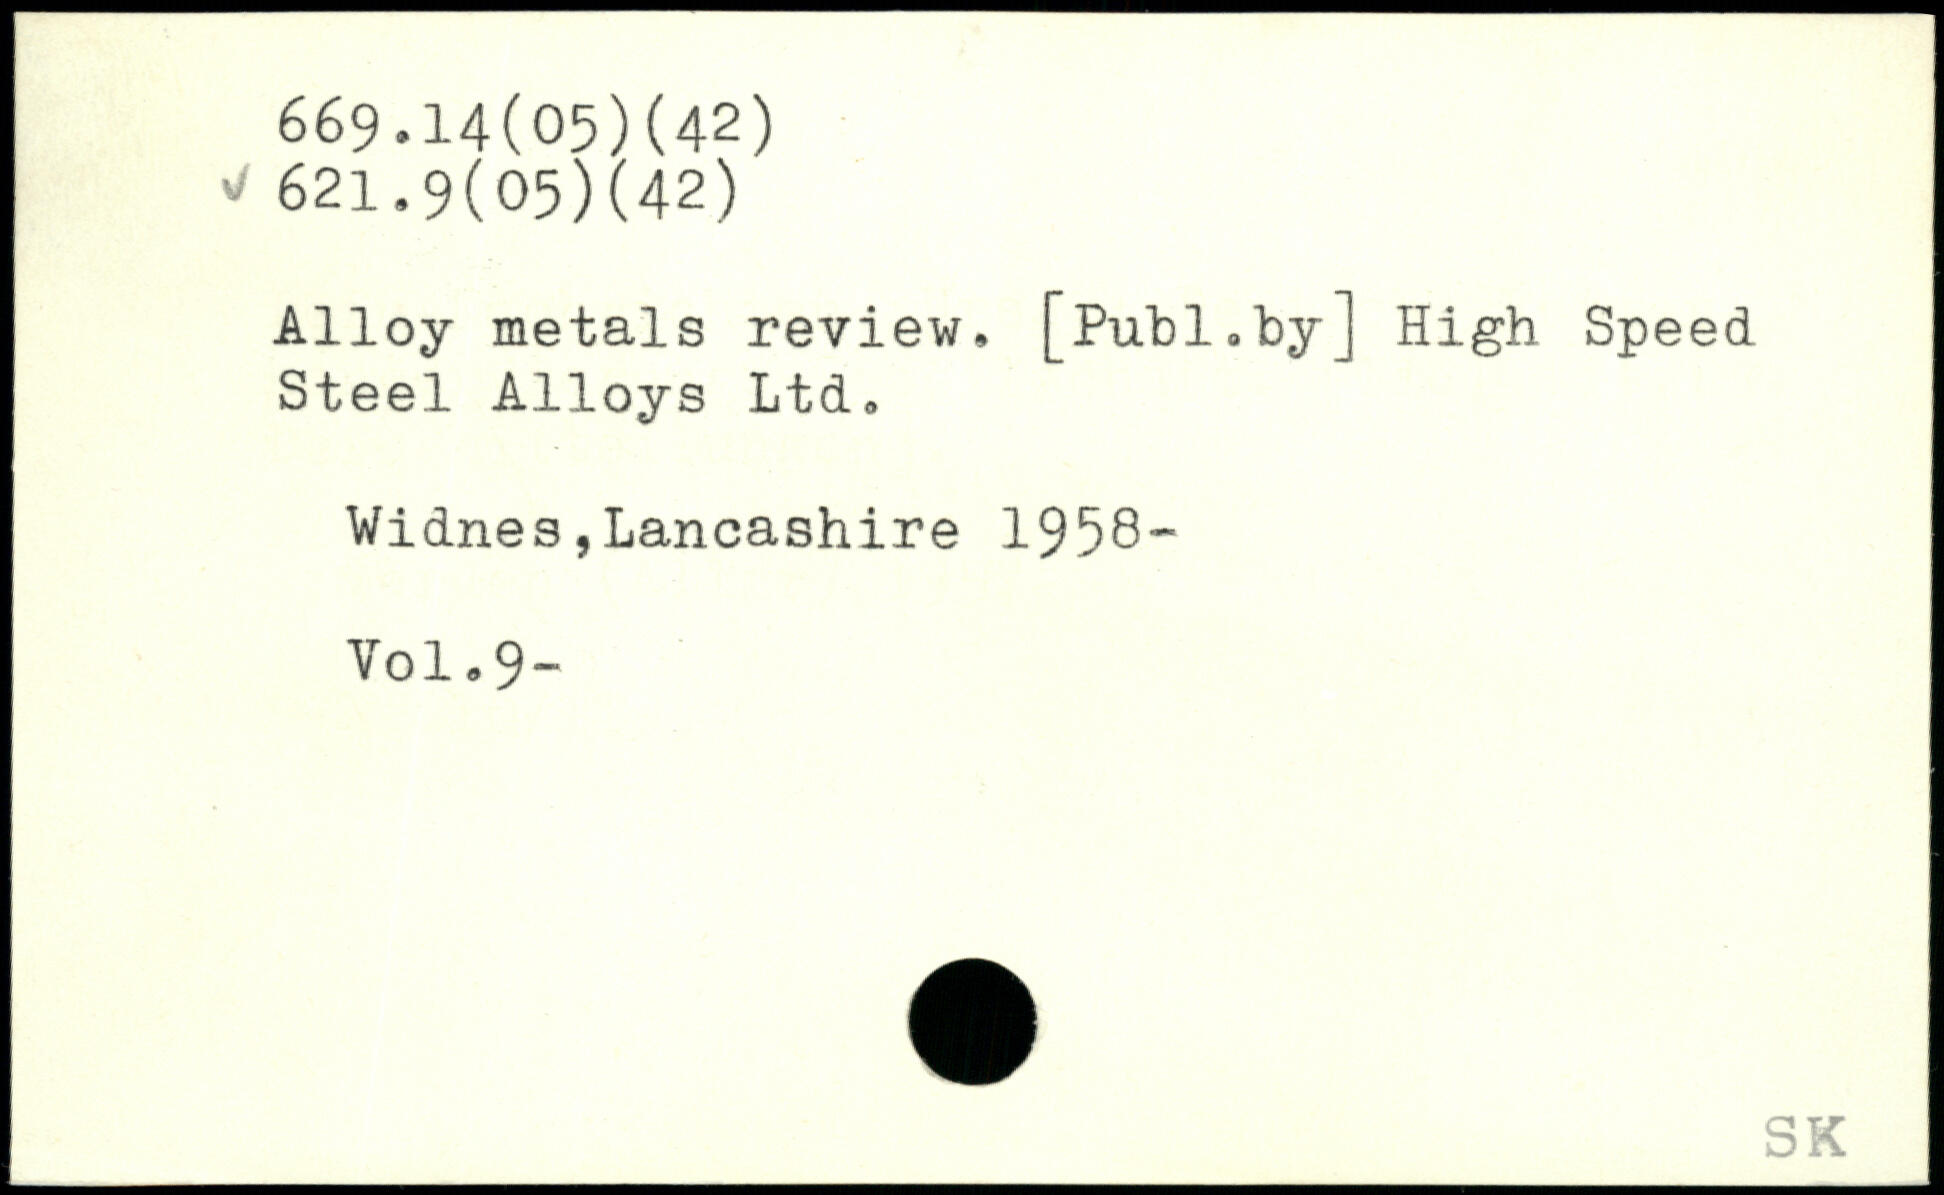 669.14(05)(42)
✓ 621.9(05)(42)
Alloy metals review. [Publ.by] High Speed
Steel Alloys Ltd.
Widnes,Lancashire 1958-
Vol.9-
SK